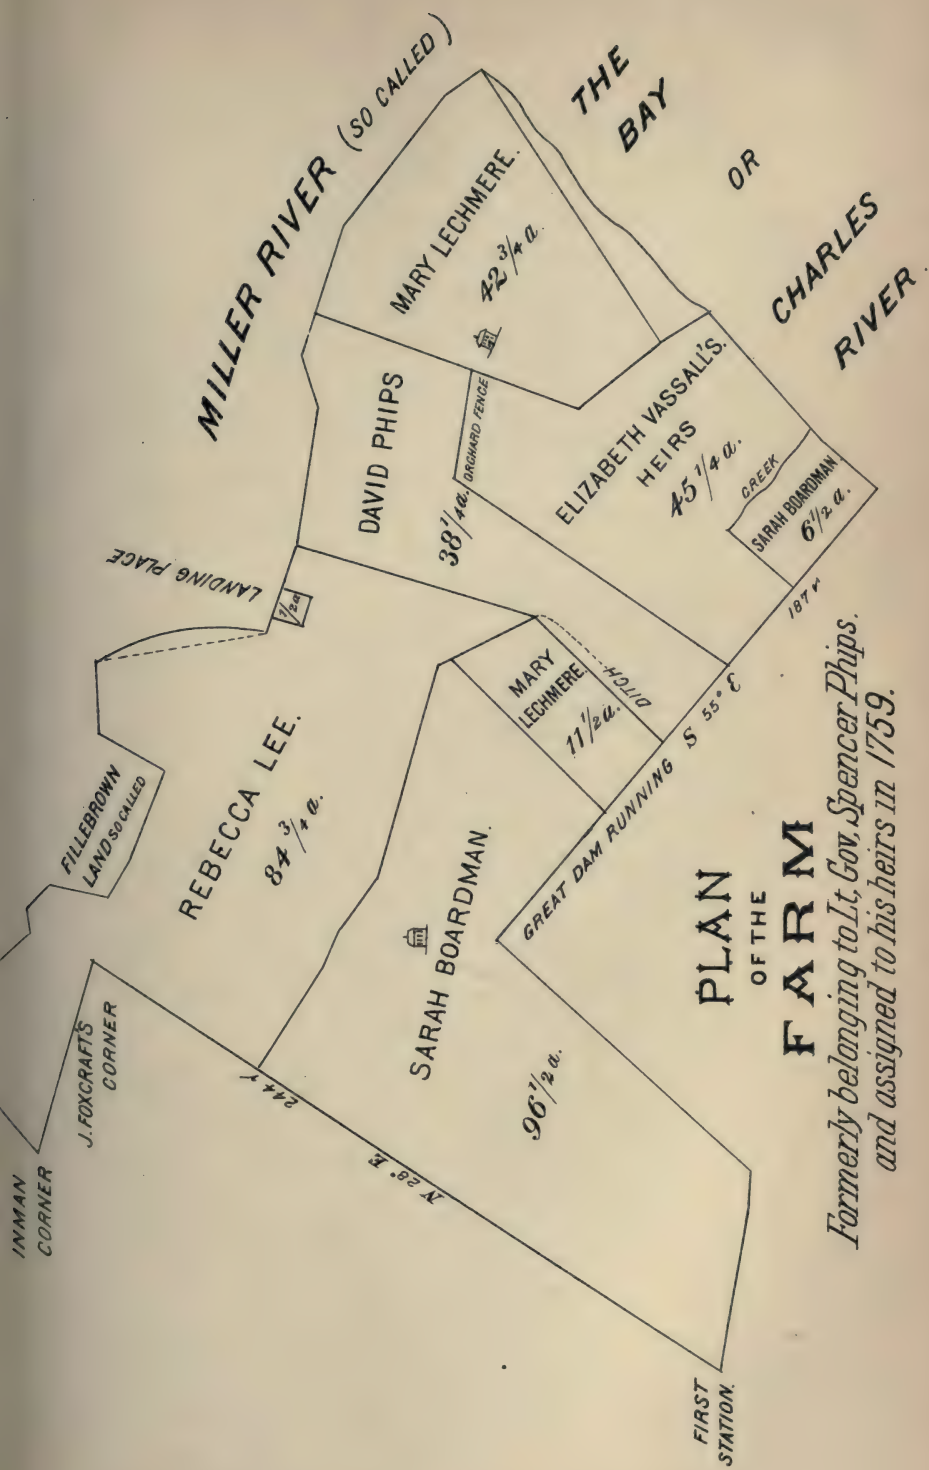 MILLER RIVER (SO CALLED)
THE
BAY
OR
CHARLES
RIVER.
MARY LECHMERE.
42 3/4 a.
DAVID PHIPS
38 1/4 a.
ORCHARD FENCE
ELIZABETH VASSALL'S.
HEIRS
45 1/4 a.
CREEK
SARAH BOARDMAN
6 1/2 a.
LANDING PLACE
1/2 a
FILLEBROWN
LAND SO CALLED
REBECCA LEE.
84 3/4 a.
MARY
LECHMERE.
11 1/2 a.
DITCH
SARAH BOARDMAN.
96 1/2 a.
GREAT DAM RUNNING S 55° E
187 r
244 r
N 28° E
INMAN
CORNER
J. FOXCRAFT'S
CORNER
FIRST
STATION.
PLAN
OF THE
FARM
Formerly belonging to Lt, Gov, Spencer Phips.
and assigned to his heirs in 1759.